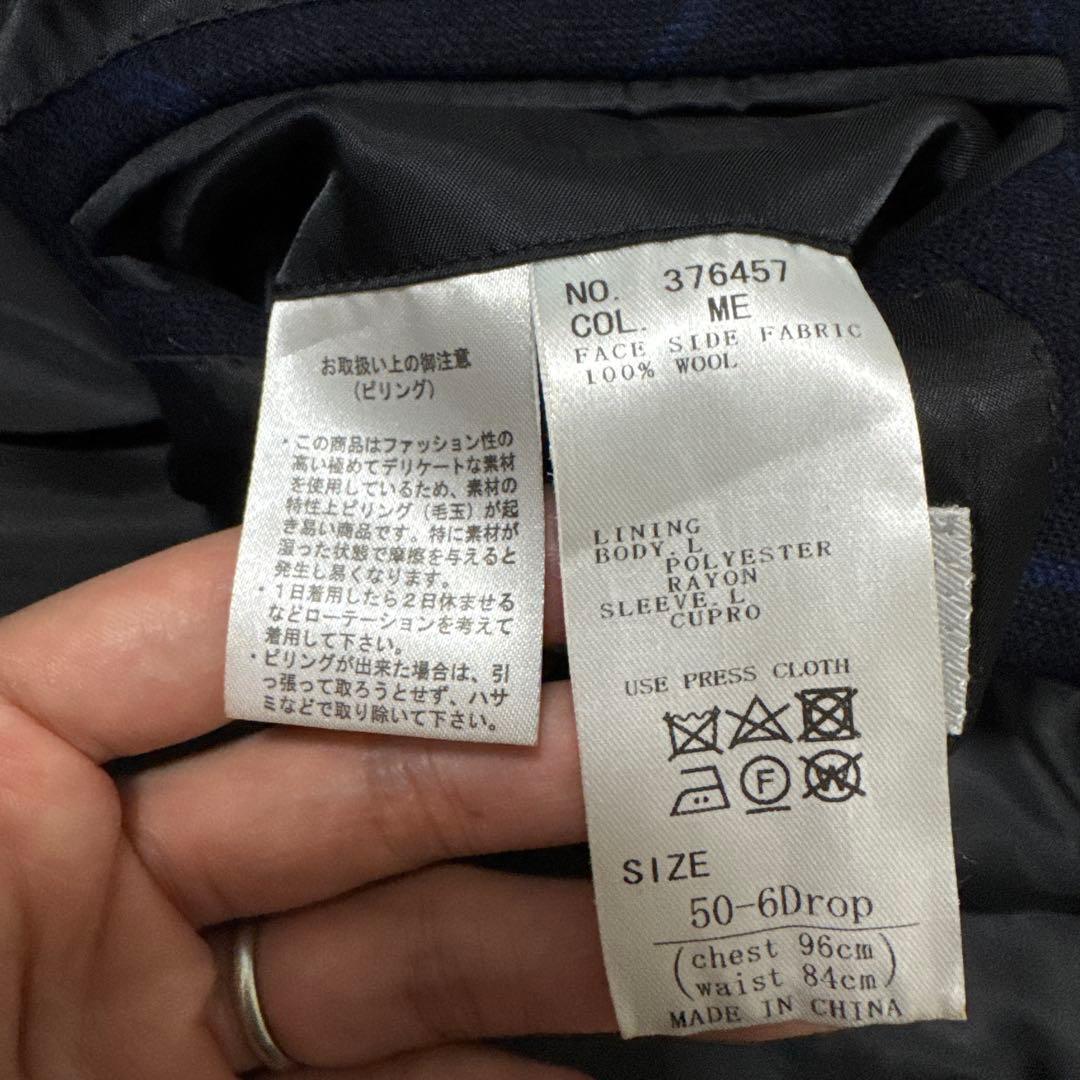 お取扱い上の御注意
(ピリング)
・この商品はファッション性の
高い極めてデリケートな素材
を使用しているため、素材の
特性上ピリング(毛玉)が起
き易い商品です。特に素材が
湿った状態で摩擦を与えると
発生し易くなります。
・1日着用したら2日休ませる
などローテーションを考えて
着用して下さい。
・ピリングが出来た場合は、引
っ張って取ろうとせず、ハサ
ミなどで取り除いて下さい。
NO. 376457
COL. ME
FACE SIDE FABRIC
100% WOOL
LINING
BODY.L
POLYESTER
RAYON
SLEEVE.L
CUPRO
USE PRESS CLOTH
F
W
SIZE
50-6Drop
(chest 96cm
waist 84cm)
MADE IN CHINA